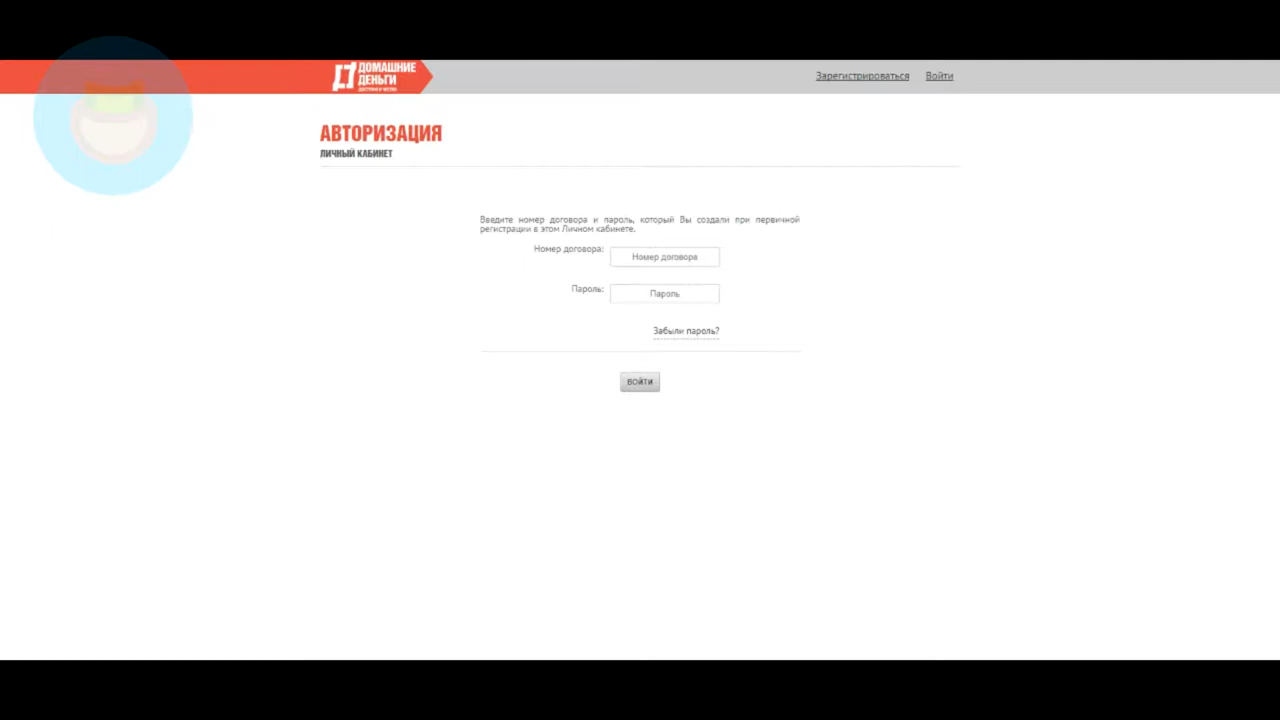 ДОМАШНИЕ
ДЕНЬГИ
Зарегистрироваться Войти
АВТОРИЗАЦИЯ
ЛИЧНЫЙ КАБИНЕТ
Введите номер договора и пароль, который Вы создали при первичной
регистрации в этом Личном кабинете.
Номер договора: Номер договора
Пароль: Пароль
Забыли пароль?
ВОЙТИ